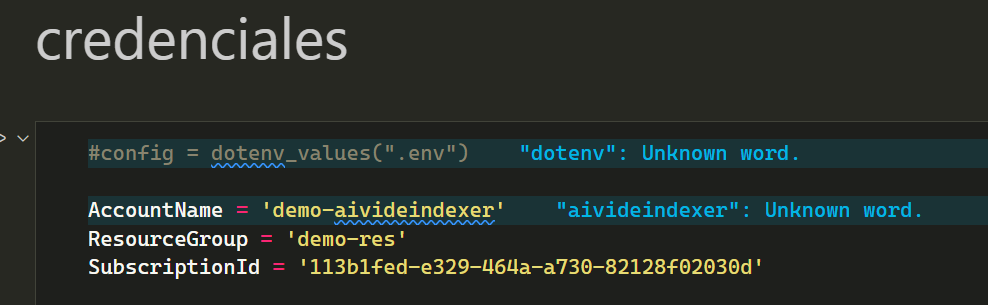 credenciales
#config = dotenv_values(".env") "dotenv": Unknown word.
AccountName = 'demo-aivideindexer' "aivideindexer": Unknown word.
ResourceGroup = 'demo-res'
SubscriptionId = '113b1fed-e329-464a-a730-82128f02030d'